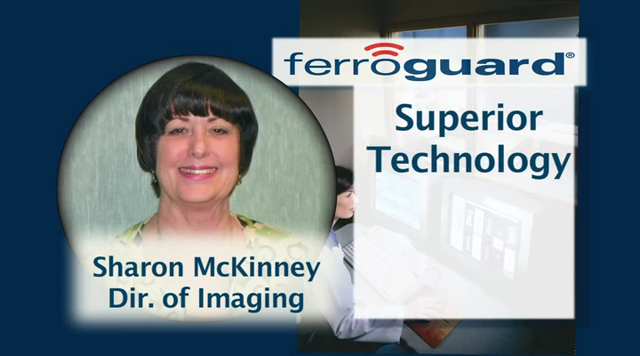 ferroguard®
Superior
Technology
Sharon McKinney
Dir. of Imaging